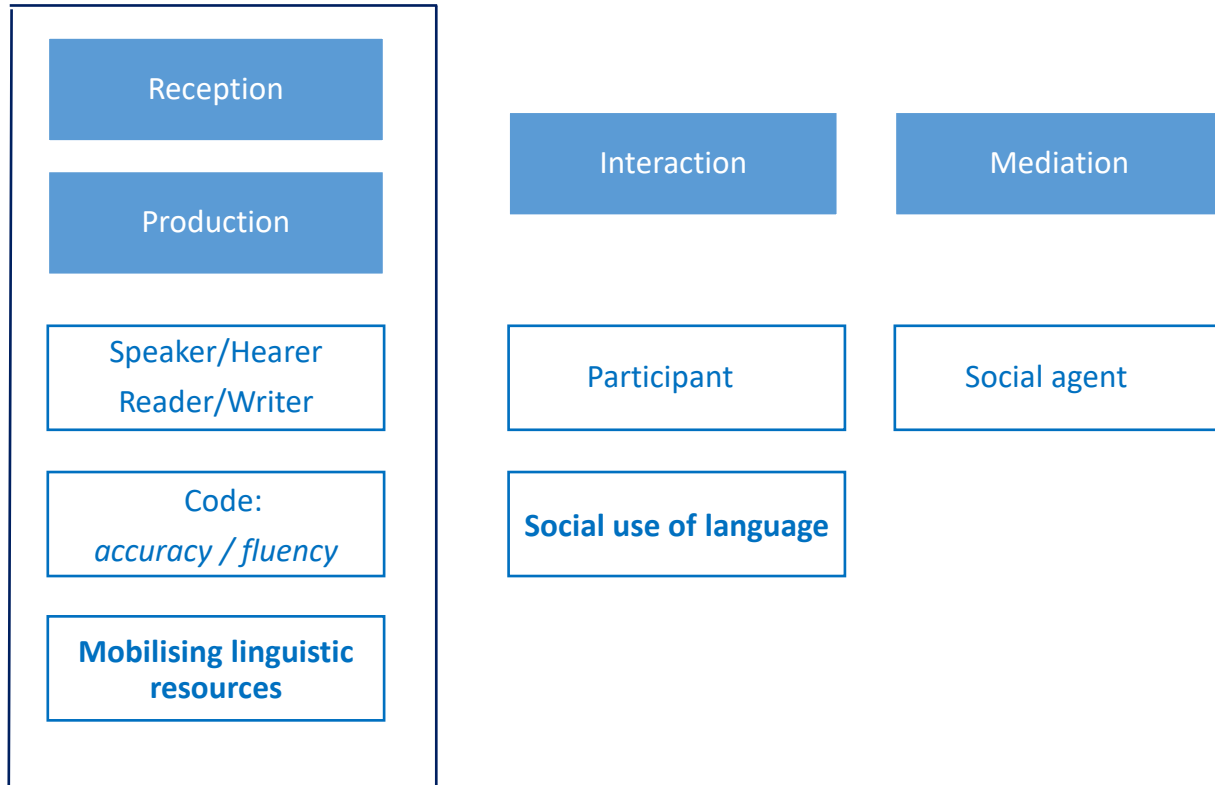 Reception
Production
Speaker/Hearer
Reader/Writer
Code:
accuracy / fluency
Mobilising linguistic
resources
Interaction
Participant
Social use of language
Mediation
Social agent